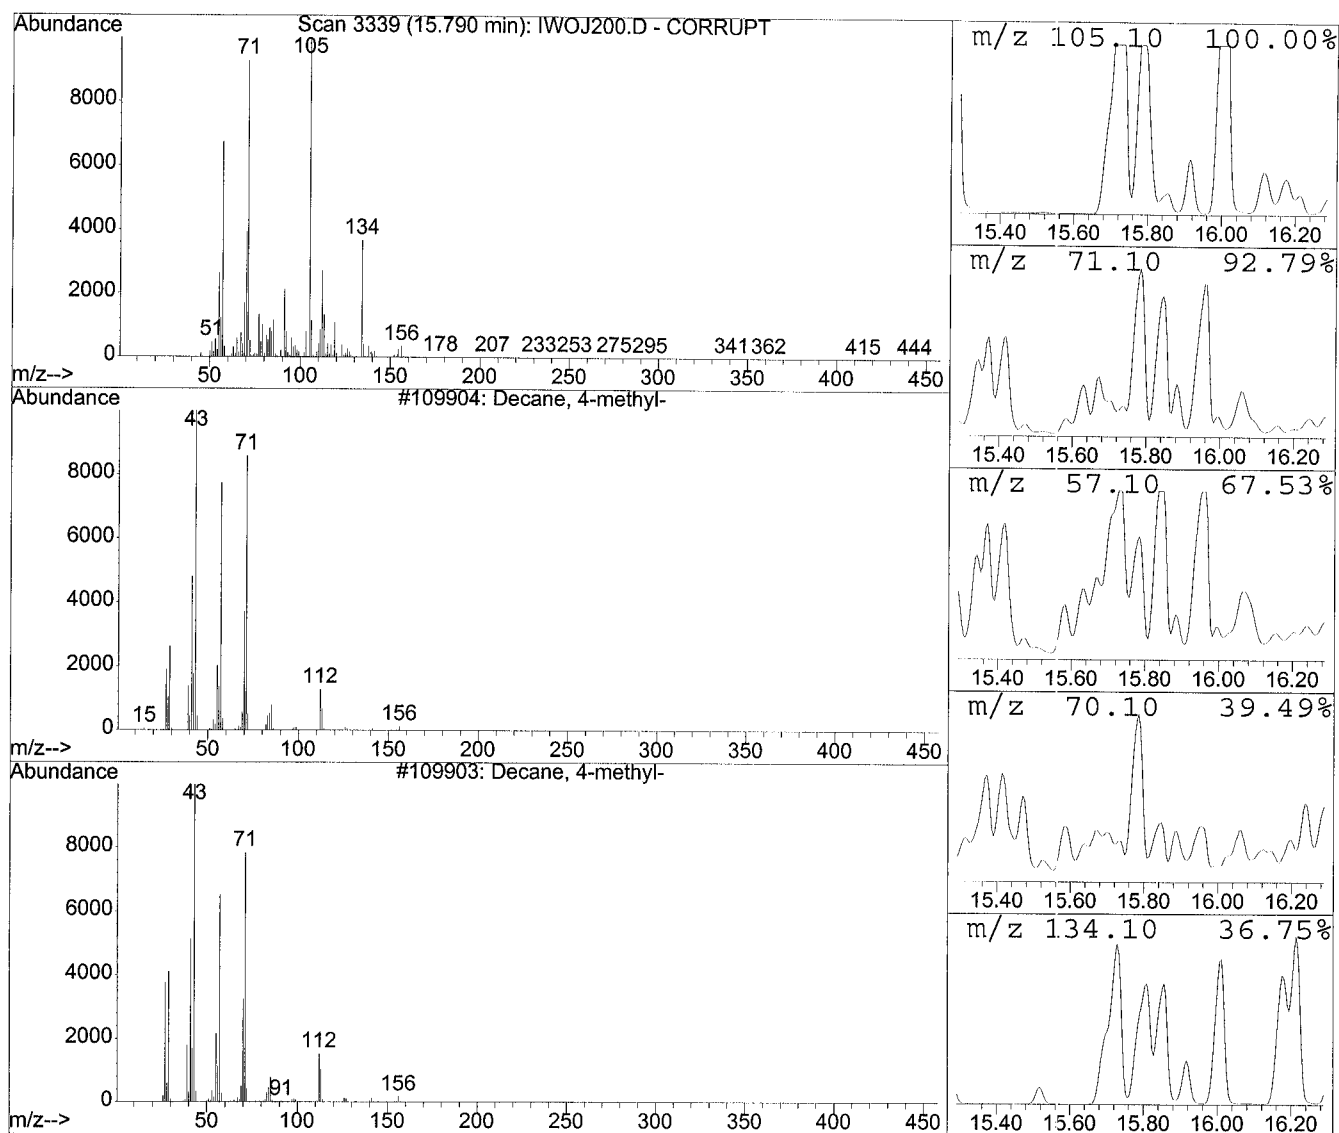 Abundance
Scan 3339 (15.790 min): IWOJ200.D - CORRUPT
71 105
8000
6000
4000
134
2000
51
156
178 207 233253 275295 341362 415 444
0
m/z--> 50 100 150 200 250 300 350 400 450
Abundance
#109904: Decane, 4-methyl-
43
71
8000
6000
4000
2000
112
15
156
0
m/z--> 50 100 150 200 250 300 350 400 450
Abundance
#109903: Decane, 4-methyl-
43
71
8000
6000
4000
2000
112
91
156
0
m/z--> 50 100 150 200 250 300 350 400 450
m/z 105.10 100.00%
15.40 15.60 15.80 16.00 16.20
m/z 71.10 92.79%
15.40 15.60 15.80 16.00 16.20
m/z 57.10 67.53%
15.40 15.60 15.80 16.00 16.20
m/z 70.10 39.49%
15.40 15.60 15.80 16.00 16.20
m/z 134.10 36.75%
15.40 15.60 15.80 16.00 16.20